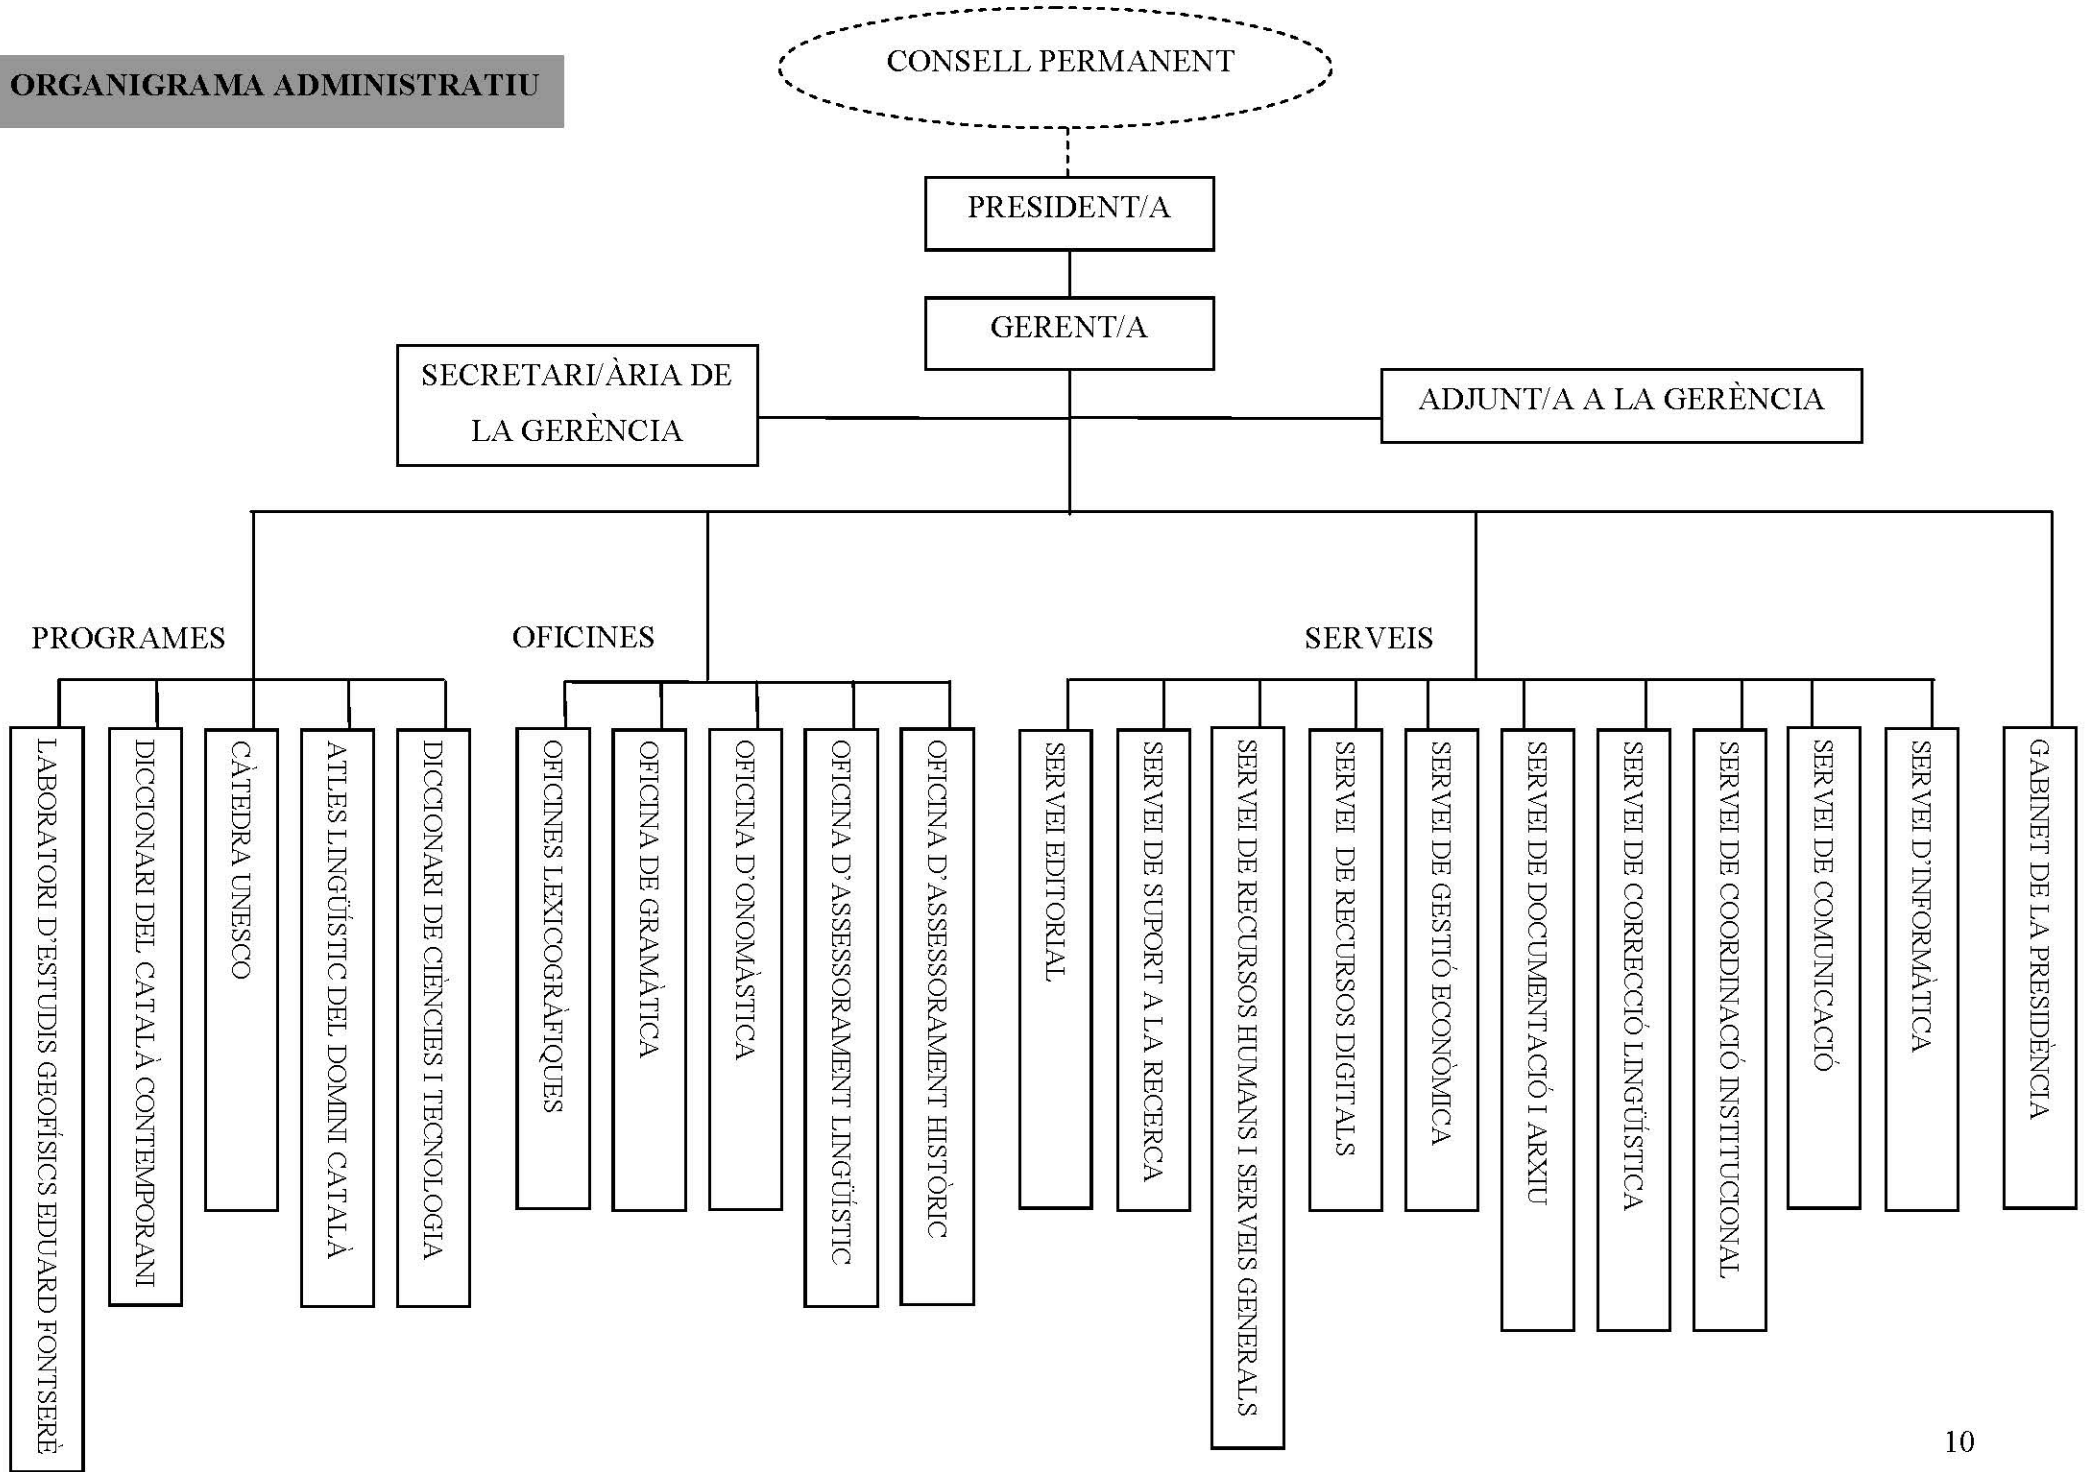 CONSELL PERMANENT
ORGANIGRAMA ADMINISTRATIU
PRESIDENT/A
GERENT/A
SECRETARI/ÀRIA DE
LA GERÈNCIA
ADJUNT/A A LA GERÈNCIA
PROGRAMES
OFICINES
SERVEIS
LABORATORI D'ESTUDIS GEOFÍSICS EDUARD FONTSERÈ
DICCIONARI DEL CATALÀ CONTEMPORANI
CÀTEDRA UNESCO
ATLES LINGÜÍSTIC DEL DOMINI CATALÀ
DICCIONARI DE CIÈNCIES I TECNOLOGIA
OFICINES LEXICOGRÀFIQUES
OFICINA DE GRAMÀTICA
OFICINA D'ONOMÀSTICA
OFICINA D'ASSESSORAMENT LINGÜÍSTIC
OFICINA D'ASSESSORAMENT HISTÒRIC
SERVEI EDITORIAL
SERVEI DE SUPORT A LA RECERCA
SERVEI DE RECURSOS HUMANS I SERVEIS GENERALS
SERVEI DE RECURSOS DIGITALS
SERVEI DE GESTIÓ ECONÒMICA
SERVEI DE DOCUMENTACIÓ I ARXIU
SERVEI DE CORRECCIÓ LINGÜÍSTICA
SERVEI DE COORDINACIÓ INSTITUCIONAL
SERVEI DE COMUNICACIÓ
SERVEI D'INFORMÀTICA
GABINET DE LA PRESIDÈNCIA
10